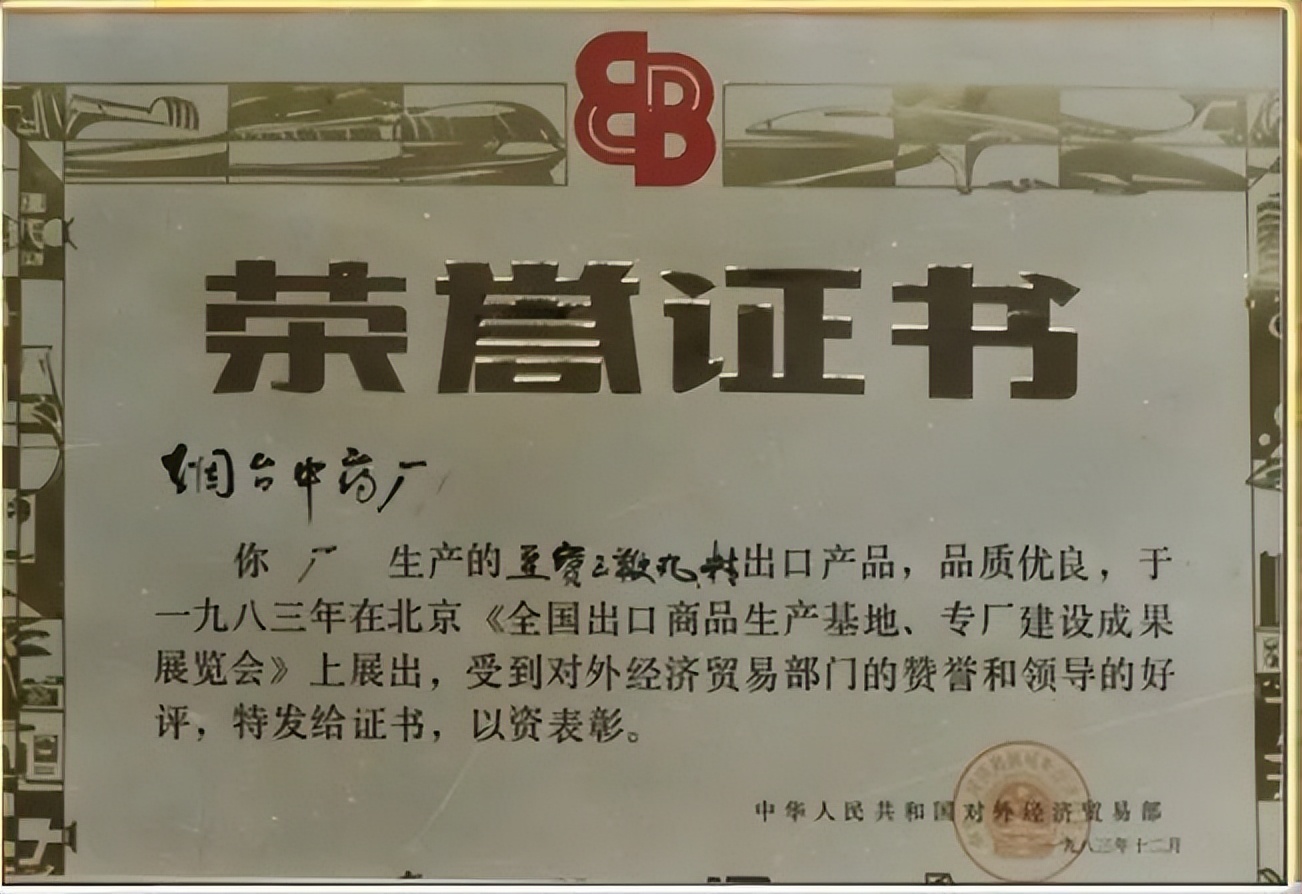 荣誉证书
烟台中药厂
你 厂 生产的至宝三鞭丸 出口产品，品质优良，于
一九八三年在北京《全国出口商品生产基地、专厂建设成果
展览会》上展出，受到对外经济贸易部门的赞誉和领导的好
评，特发给证书，以资表彰。
中华人民共和国对外经济贸易部
一九八三年十二月